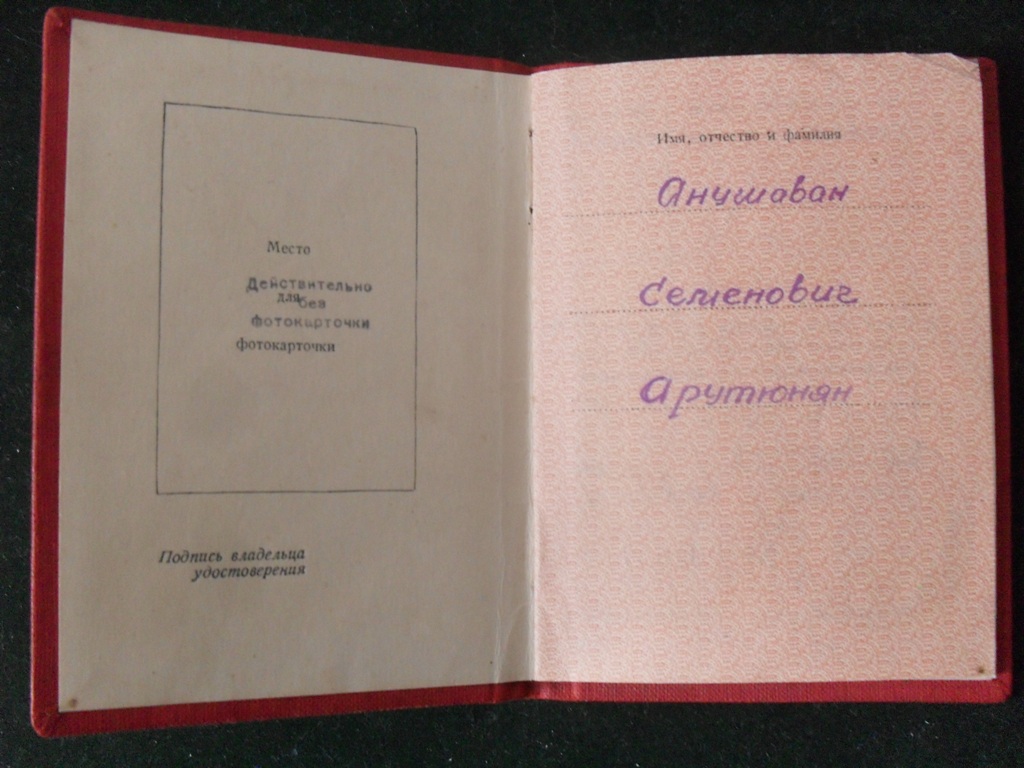 Место
Действительно
для без
фотокарточки
фотокарточки
Подпись владельца
удостоверения
Имя, отчество и фамилия
Анушаван
Семенович
Арутюнян